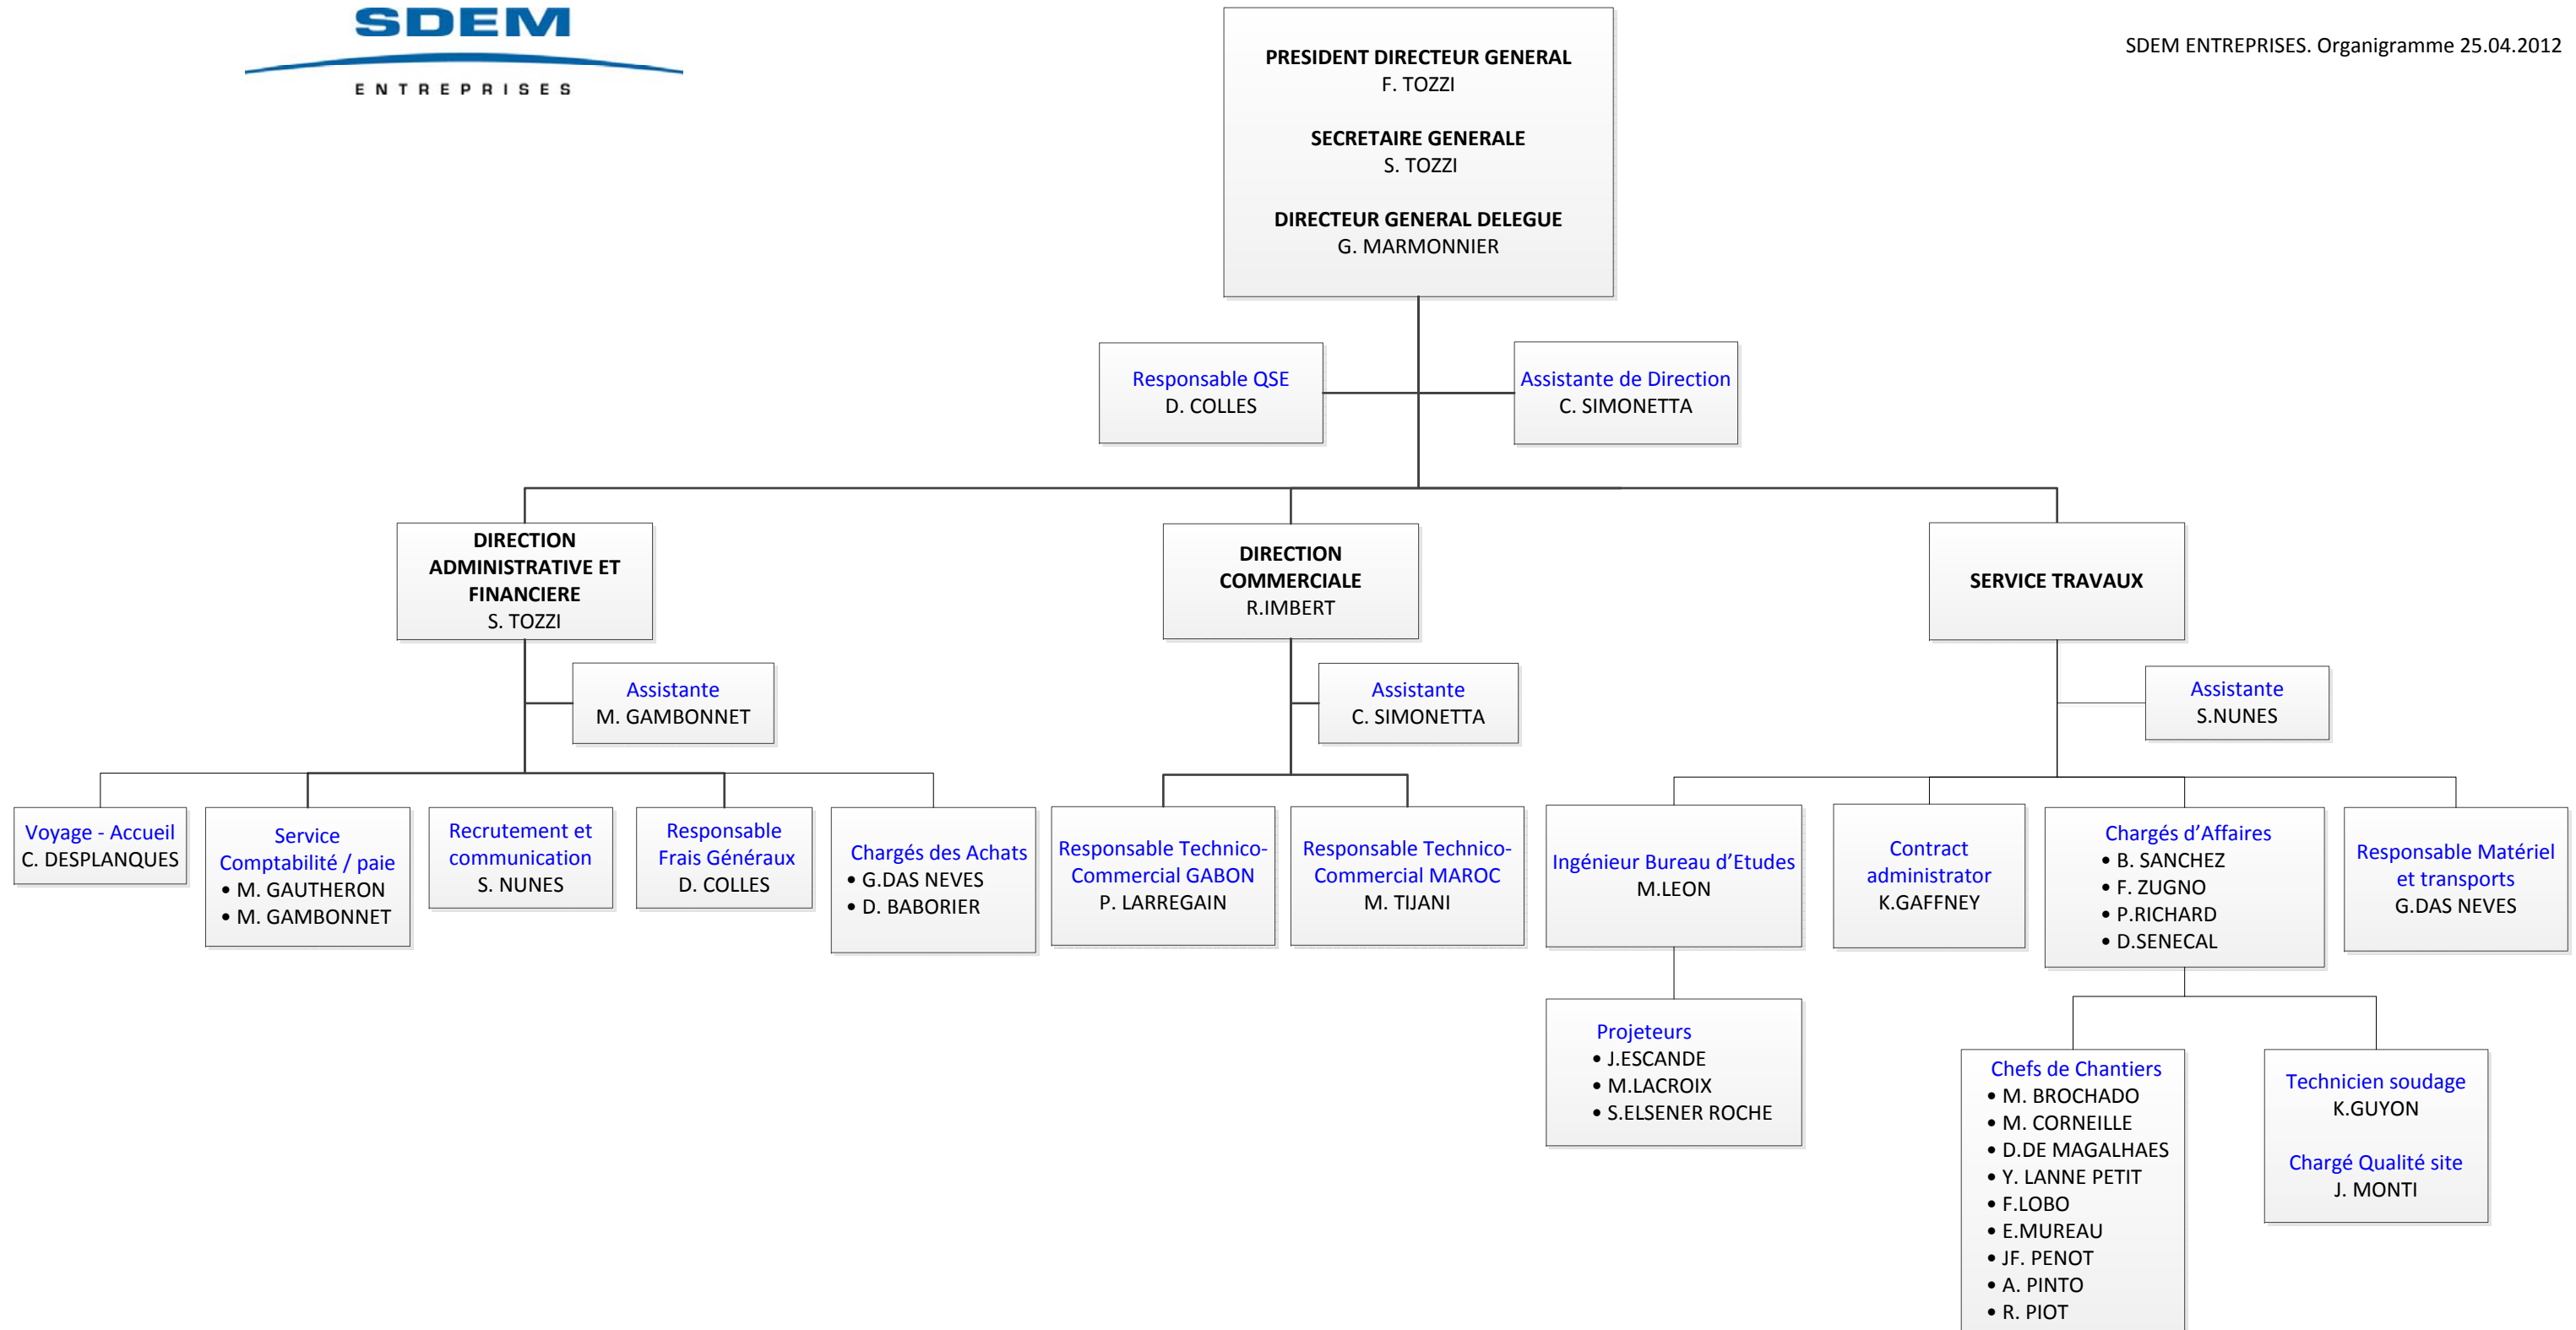 SDEM
ENTREPRISES
SDEM ENTREPRISES. Organigramme 25.04.2012
PRESIDENT DIRECTEUR GENERAL
F. TOZZI
SECRETAIRE GENERALE
S. TOZZI
DIRECTEUR GENERAL DELEGUE
G. MARMONNIER
Responsable QSE
D. COLLES
Assistante de Direction
C. SIMONETTA
DIRECTION
ADMINISTRATIVE ET
FINANCIERE
S. TOZZI
DIRECTION
COMMERCIALE
R.IMBERT
SERVICE TRAVAUX
Assistante
M. GAMBONNET
Assistante
C. SIMONETTA
Assistante
S.NUNES
Voyage - Accueil
C. DESPLANQUES
Service
Comptabilité / paie
• M. GAUTHERON
• M. GAMBONNET
Recrutement et
communication
S. NUNES
Responsable
Frais Généraux
D. COLLES
Chargés des Achats
• G.DAS NEVES
• D. BABORIER
Responsable Technico-
Commercial GABON
P. LARREGAIN
Responsable Technico-
Commercial MAROC
M. TIJANI
Ingénieur Bureau d’Etudes
M.LEON
Contract
administrator
K.GAFFNEY
Chargés d’Affaires
• B. SANCHEZ
• F. ZUGNO
• P.RICHARD
• D.SENECAL
Responsable Matériel
et transports
G.DAS NEVES
Projeteurs
• J.ESCANDE
• M.LACROIX
• S.ELSENER ROCHE
Chefs de Chantiers
• M. BROCHADO
• M. CORNEILLE
• D.DE MAGALHAES
• Y. LANNE PETIT
• F.LOBO
• E.MUREAU
• JF. PENOT
• A. PINTO
• R. PIOT
Technicien soudage
K.GUYON
Chargé Qualité site
J. MONTI